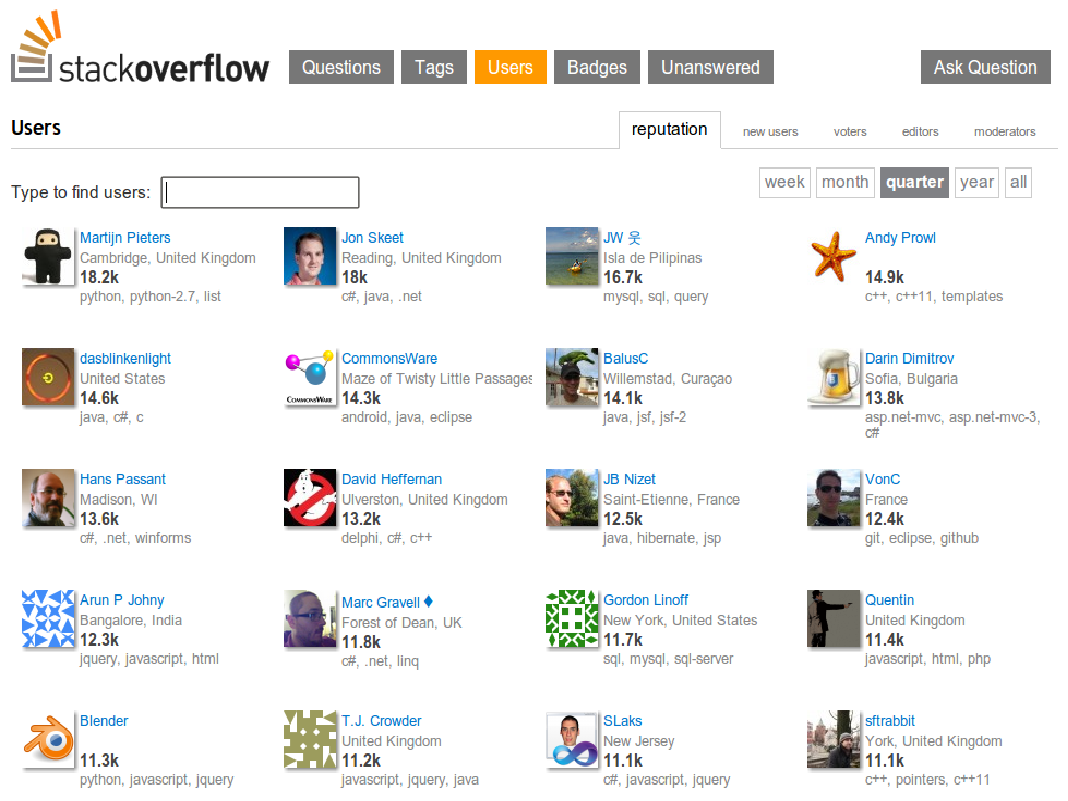 stackoverflow
Questions Tags Users Badges Unanswered Ask Question
Users
reputation new users voters editors moderators
Type to find users:
week month quarter year all
Martijn Pieters
Cambridge, United Kingdom
18.2k
python, python-2.7, list
Jon Skeet
Reading, United Kingdom
18k
c#, java, .net
JW 웃
Isla de Pilipinas
16.7k
mysql, sql, query
Andy Prowl
14.9k
c++, c++11, templates
dasblinkenlight
United States
14.6k
java, c#, c
COMMONSWARE
CommonsWare
Maze of Twisty Little Passages
14.3k
android, java, eclipse
BalusC
Willemstad, Curaçao
14.1k
java, jsf, jsf-2
Darin Dimitrov
Sofia, Bulgaria
13.8k
asp.net-mvc, asp.net-mvc-3,
c#
Hans Passant
Madison, WI
13.6k
c#, .net, winforms
David Heffernan
Ulverston, United Kingdom
13.2k
delphi, c#, c++
JB Nizet
Saint-Etienne, France
12.5k
java, hibernate, jsp
VonC
France
12.4k
git, eclipse, github
Arun P Johny
Bangalore, India
12.3k
jquery, javascript, html
Marc Gravell ♦
Forest of Dean, UK
11.8k
c#, .net, linq
Gordon Linoff
New York, United States
11.7k
sql, mysql, sql-server
Quentin
United Kingdom
11.4k
javascript, html, php
Blender
11.3k
python, javascript, jquery
T.J. Crowder
United Kingdom
11.2k
javascript, jquery, java
SLaks
New Jersey
11.1k
c#, javascript, jquery
sftrabbit
York, United Kingdom
11.1k
c++, pointers, c++11